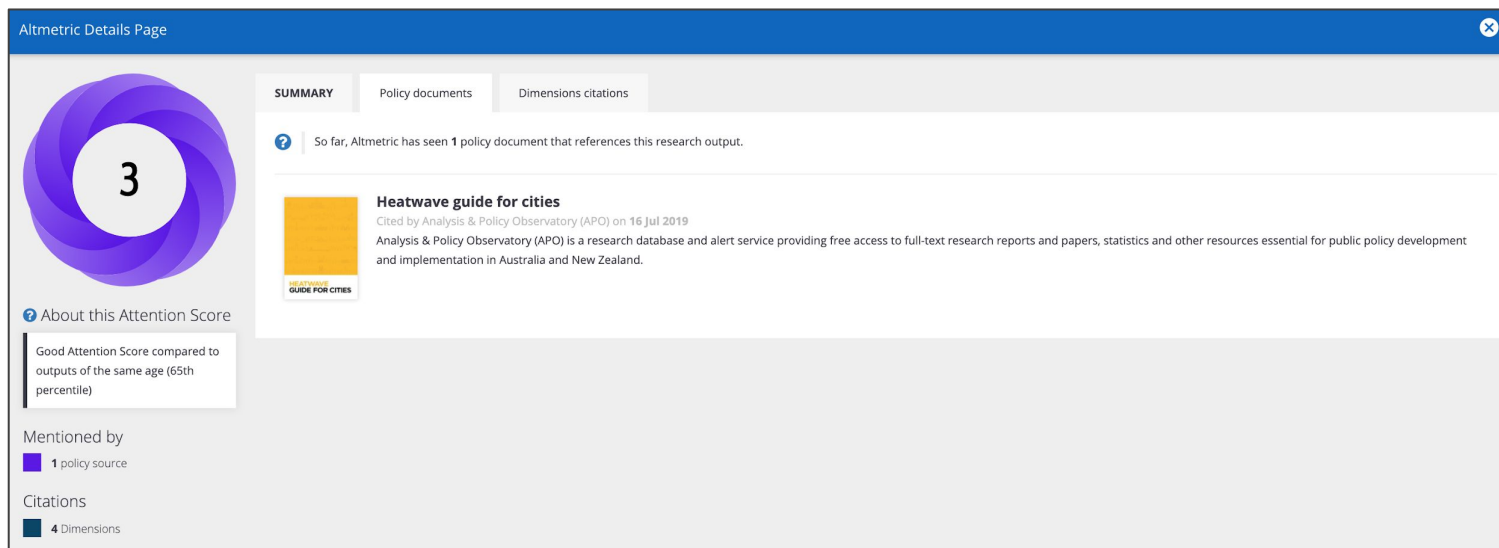 Altmetric Details Page
3
About this Attention Score
Good Attention Score compared to
outputs of the same age (65th
percentile)
Mentioned by
1 policy source
Citations
4 Dimensions
SUMMARY Policy documents Dimensions citations
So far, Altmetric has seen 1 policy document that references this research output.
HEATWAVE
GUIDE FOR CITIES
Heatwave guide for cities
Cited by Analysis & Policy Observatory (APO) on 16 Jul 2019
Analysis & Policy Observatory (APO) is a research database and alert service providing free access to full-text research reports and papers, statistics and other resources essential for public policy development
and implementation in Australia and New Zealand.